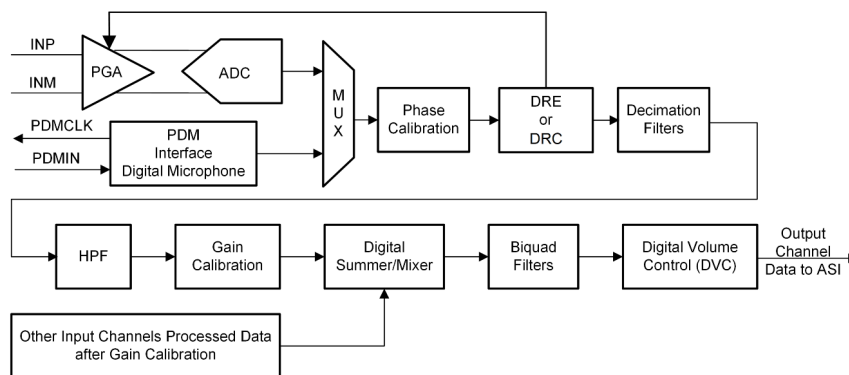 INP
INM
PGA
ADC
PDMCLK
PDMIN
PDM
Interface
Digital Microphone
M
U
X
Phase
Calibration
DRE
or
DRC
Decimation
Filters
HPF
Gain
Calibration
Digital
Summer/Mixer
Biquad
Filters
Digital Volume
Control (DVC)
Output
Channel
Data to ASI
Other Input Channels Processed Data
after Gain Calibration